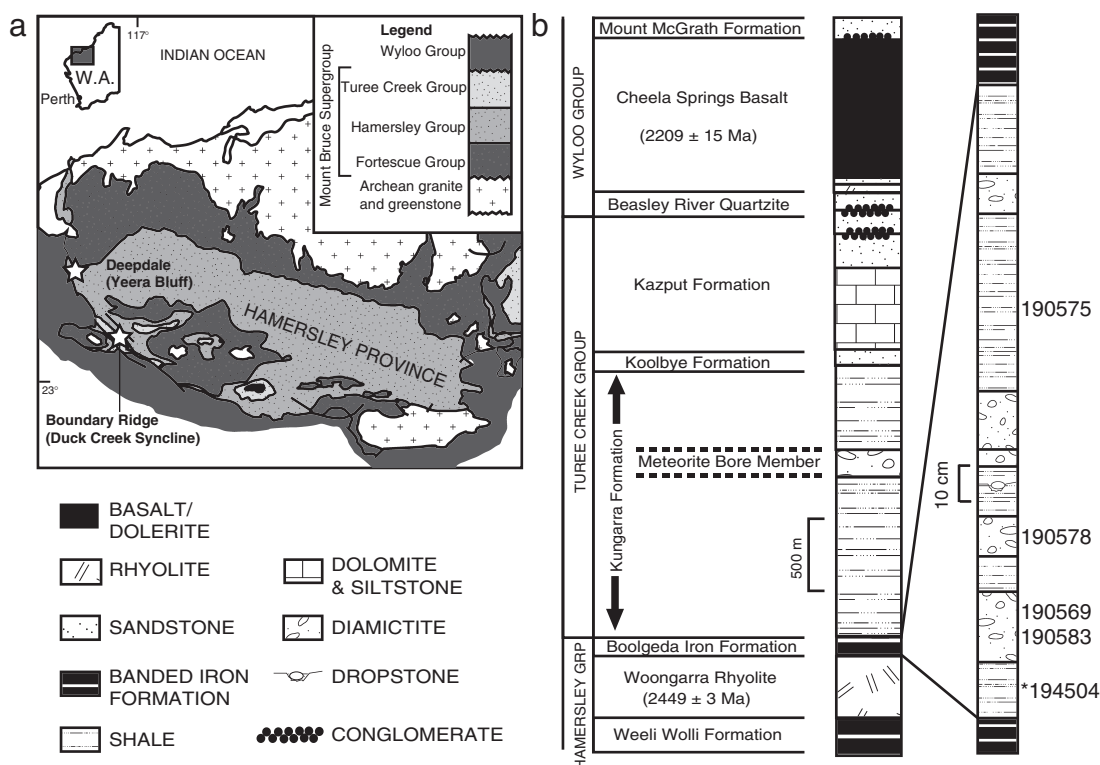 a
117°
INDIAN OCEAN
W.A.
Perth
Legend
Wyloo Group
Turee Creek Group
Hamersley Group
Fortescue Group
Archean granite
and greenstone
Mount Bruce Supergroup
Deepdale
(Yeera Bluff)
HAMERSLEY PROVINCE
23°
Boundary Ridge
(Duck Creek Syncline)
BASALT/
DOLERITE
RHYOLITE
DOLOMITE
& SILTSTONE
SANDSTONE
DIAMICTITE
BANDED IRON
FORMATION
DROPSTONE
SHALE
CONGLOMERATE
b
WYLOO GROUP
TUREE CREEK GROUP
HAMERSLEY GRP
Mount McGrath Formation
Cheela Springs Basalt
(2209 ± 15 Ma)
Beasley River Quartzite
Kazput Formation
Koolbye Formation
Kungarra Formation
Meteorite Bore Member
500 m
Boolgeda Iron Formation
Woongarra Rhyolite
(2449 ± 3 Ma)
Weeli Wolli Formation
10 cm
190575
190578
190569
190583
*194504